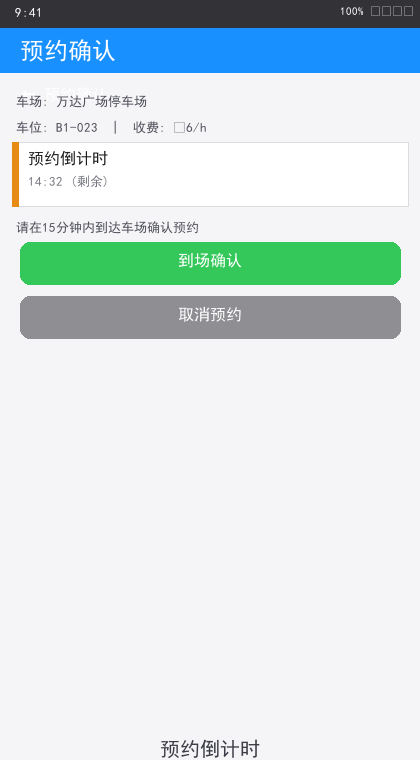 9:41 100% □□□□
预约确认
车场: 万达广场停车场
车位: B1-023 | 收费: □6/h
预约倒计时
14:32 (剩余)
请在15分钟内到达车场确认预约
到场确认
取消预约
预约倒计时